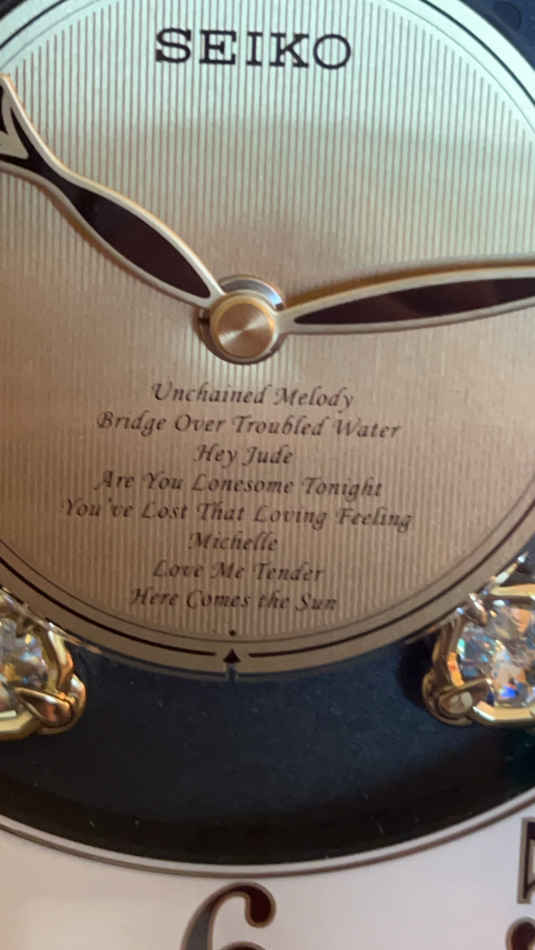 SEIKO
Unchained Melody
Bridge Over Troubled Water
Hey Jude
Are You Lonesome Tonight
You've Lost That Loving Feeling
Michelle
Love Me Tender
Here Comes the Sun
6